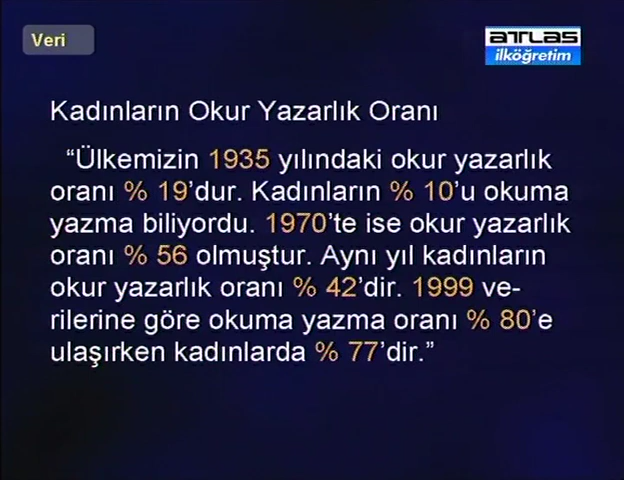 Veri
ATLAS
ilköğretim
Kadınların Okur Yazarlık Oranı
“Ülkemizin 1935 yılındaki okur yazarlık
oranı % 19’dur. Kadınların % 10’u okuma
yazma biliyordu. 1970’te ise okur yazarlık
oranı % 56 olmuştur. Aynı yıl kadınların
okur yazarlık oranı % 42’dir. 1999 ve-
rilerine göre okuma yazma oranı % 80’e
ulaşırken kadınlarda % 77’dir.”